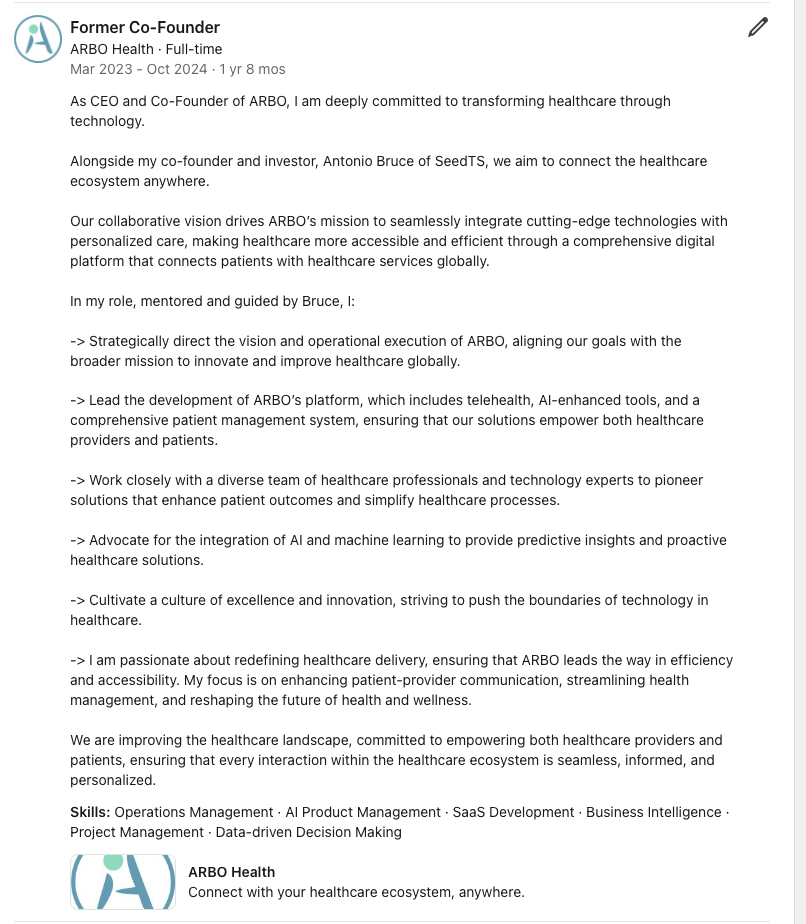 Former Co-Founder
ARBO Health · Full-time
Mar 2023 - Oct 2024 · 1 yr 8 mos
As CEO and Co-Founder of ARBO, I am deeply committed to transforming healthcare through
technology.
Alongside my co-founder and investor, Antonio Bruce of SeedTS, we aim to connect the healthcare
ecosystem anywhere.
Our collaborative vision drives ARBO’s mission to seamlessly integrate cutting-edge technologies with
personalized care, making healthcare more accessible and efficient through a comprehensive digital
platform that connects patients with healthcare services globally.
In my role, mentored and guided by Bruce, I:
-> Strategically direct the vision and operational execution of ARBO, aligning our goals with the
broader mission to innovate and improve healthcare globally.
-> Lead the development of ARBO’s platform, which includes telehealth, AI-enhanced tools, and a
comprehensive patient management system, ensuring that our solutions empower both healthcare
providers and patients.
-> Work closely with a diverse team of healthcare professionals and technology experts to pioneer
solutions that enhance patient outcomes and simplify healthcare processes.
-> Advocate for the integration of AI and machine learning to provide predictive insights and proactive
healthcare solutions.
-> Cultivate a culture of excellence and innovation, striving to push the boundaries of technology in
healthcare.
-> I am passionate about redefining healthcare delivery, ensuring that ARBO leads the way in efficiency
and accessibility. My focus is on enhancing patient-provider communication, streamlining health
management, and reshaping the future of health and wellness.
We are improving the healthcare landscape, committed to empowering both healthcare providers and
patients, ensuring that every interaction within the healthcare ecosystem is seamless, informed, and
personalized.
Skills: Operations Management · AI Product Management · SaaS Development · Business Intelligence ·
Project Management · Data-driven Decision Making
ARBO Health
Connect with your healthcare ecosystem, anywhere.